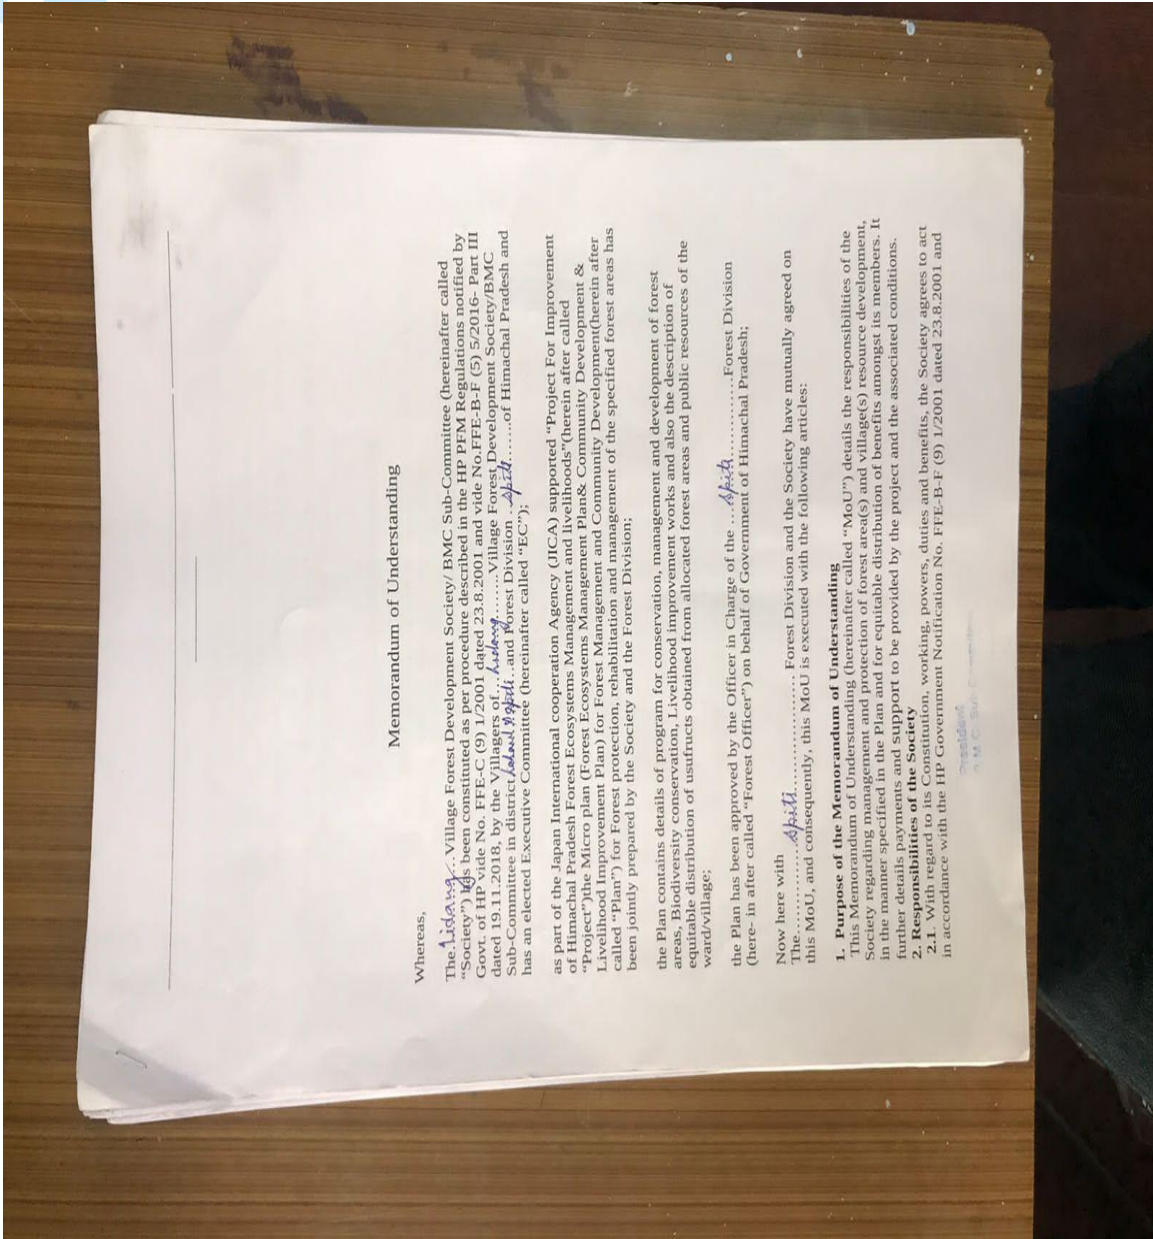 Memorandum of Understanding
Whereas,
The.Lidang...Village Forest Development Society/ BMC Sub-Committee (hereinafter called
"Society") has been constituted as per procedure described in the HP PFM Regulations notified by
Govt. of HP vide No. FFE-C (9) 1/2001 dated 23.8.2001 and vide No.FFE-B-F (5) 5/2016- Part III
dated 19.11.2018, by the Villagers of... .......Village Forest Development Society/BMC
Sub-Committee in district Lahaul & Spiti..and Forest Division ..Spiti.......of Himachal Pradesh and
has an elected Executive Committee (hereinafter called "EC");
as part of the Japan International cooperation Agency (JICA) supported "Project For Improvement
of Himachal Pradesh Forest Ecosystems Management and livelihoods"(herein after called
"Project")the Micro plan (Forest Ecosystems Management Plan& Community Development &
Livelihood Improvement Plan) for Forest Management and Community Development(herein after
called "Plan") for Forest protection, rehabilitation and management of the specified forest areas has
been jointly prepared by the Society and the Forest Division;
the Plan contains details of program for conservation, management and development of forest
areas, Biodiversity conservation, Livelihood improvement works and also the description of
equitable distribution of usufructs obtained from allocated forest areas and public resources of the
ward/village;
the Plan has been approved by the Officer in Charge of the ...Spiti............Forest Division
(here- in after called "Forest Officer") on behalf of Government of Himachal Pradesh;
Now here with
The............Spiti................ Forest Division and the Society have mutually agreed on
this MoU, and consequently, this MoU is executed with the following articles:
1. Purpose of the Memorandum of Understanding
This Memorandum of Understanding (hereinafter called "MoU") details the responsibilities of the
Society regarding management and protection of forest area(s) and village(s) resource development,
in the manner specified in the Plan and for equitable distribution of benefits amongst its members. It
further details payments and support to be provided by the project and the associated conditions.
2. Responsibilities of the Society
2.1. With regard to its Constitution, working, powers, duties and benefits, the Society agrees to act
in accordance with the HP Government Notification No. FFE-B-F (9) 1/2001 dated 23.8.2001 and
President